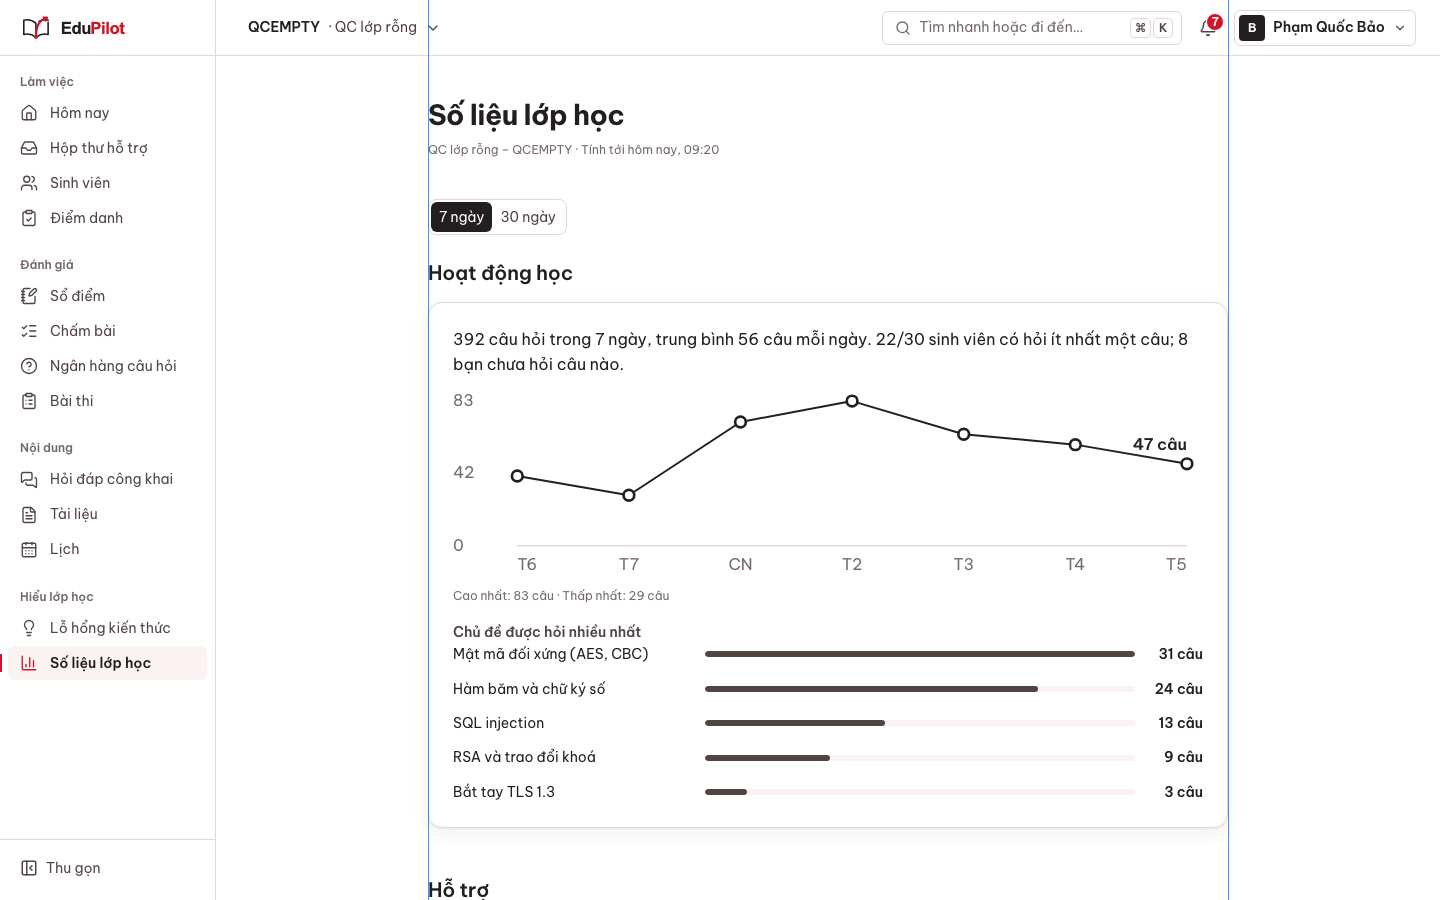 EduPilot
QCEMPTY · QC lớp rỗng
Tìm nhanh hoặc đi đến...
⌘ K
7
B Phạm Quốc Bảo
Làm việc
Hôm nay
Hộp thư hỗ trợ
Sinh viên
Điểm danh
Đánh giá
Sổ điểm
Chấm bài
Ngân hàng câu hỏi
Bài thi
Nội dung
Hỏi đáp công khai
Tài liệu
Lịch
Hiểu lớp học
Lỗ hổng kiến thức
Số liệu lớp học
Thu gọn
Số liệu lớp học
QC lớp rỗng – QCEMPTY · Tính tới hôm nay, 09:20
7 ngày 30 ngày
Hoạt động học
392 câu hỏi trong 7 ngày, trung bình 56 câu mỗi ngày. 22/30 sinh viên có hỏi ít nhất một câu; 8
bạn chưa hỏi câu nào.
83
42
0
47 câu
T6 T7 CN T2 T3 T4 T5
Cao nhất: 83 câu · Thấp nhất: 29 câu
Chủ đề được hỏi nhiều nhất
Mật mã đối xứng (AES, CBC) 31 câu
Hàm băm và chữ ký số 24 câu
SQL injection 13 câu
RSA và trao đổi khoá 9 câu
Bắt tay TLS 1.3 3 câu
Hỗ trợ